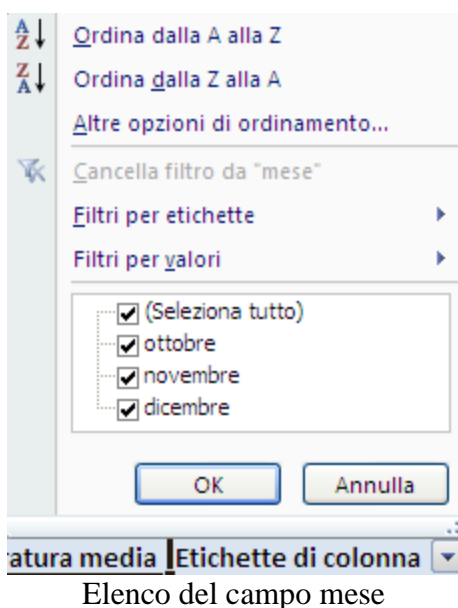 Ordina dalla A alla Z
Ordina dalla Z alla A
Altre opzioni di ordinamento...
Cancella filtro da "mese"
Filtri per etichette
Filtri per valori
(Seleziona tutto)
ottobre
novembre
dicembre
OK Annulla
ratura media Etichette di colonna
Elenco del campo mese